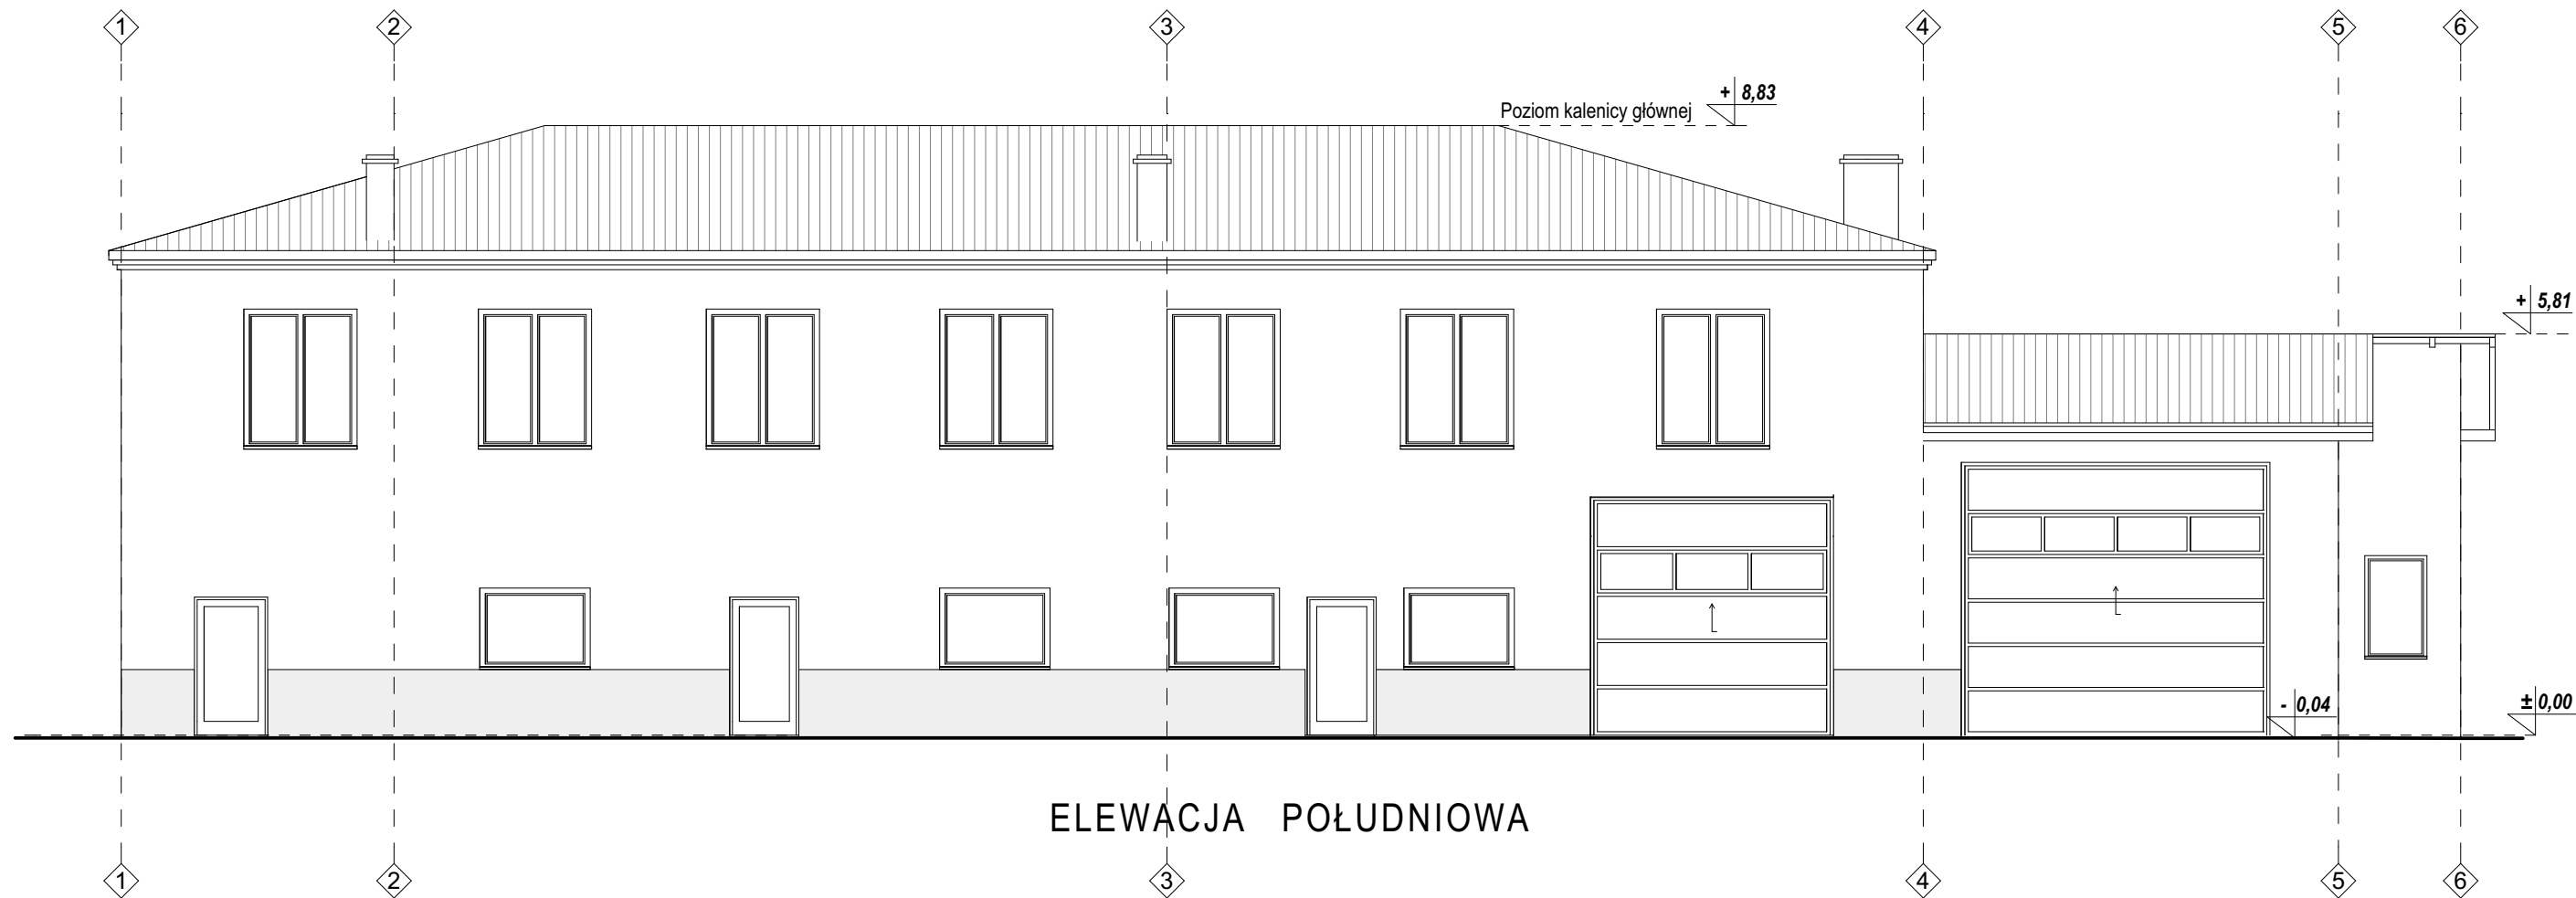 1 2 3 4 5 6
+ 8,83
Poziom kalenicy głównej
+ 5,81
- 0,04
± 0,00
ELEWACJA POŁUDNIOWA
1 2 3 4 5 6